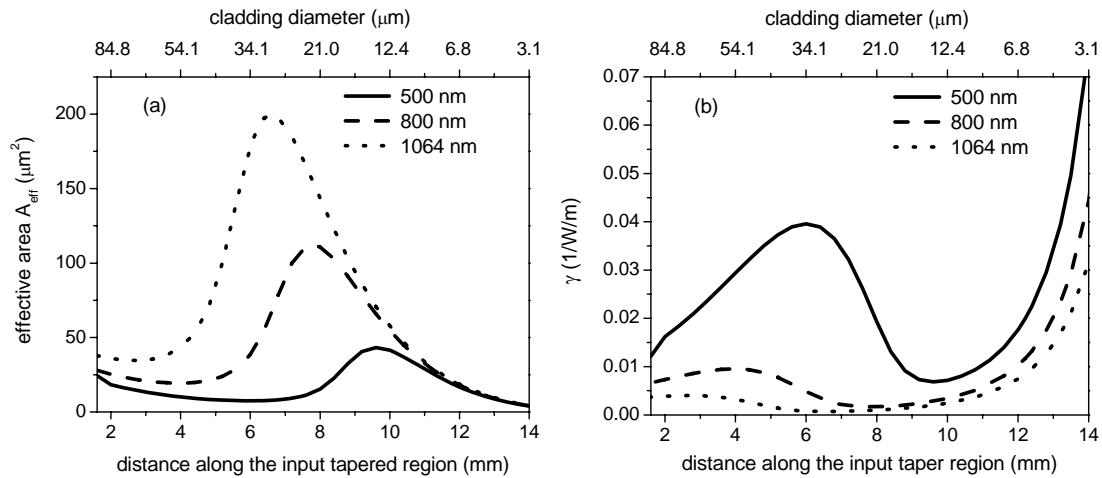 cladding diameter (μm)
84.8 54.1 34.1 21.0 12.4 6.8 3.1
(a)
500 nm
800 nm
1064 nm
effective area A_eff (μm²)
200
150
100
50
0
2 4 6 8 10 12 14
distance along the input tapered region (mm)
cladding diameter (μm)
84.8 54.1 34.1 21.0 12.4 6.8 3.1
(b)
500 nm
800 nm
1064 nm
γ (1/W/m)
0.07
0.06
0.05
0.04
0.03
0.02
0.01
0.00
2 4 6 8 10 12 14
distance along the input taper region (mm)